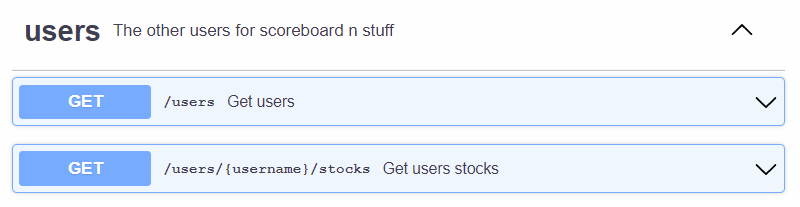 users The other users for scoreboard n stuff
GET /users Get users
GET /users/{username}/stocks Get users stocks